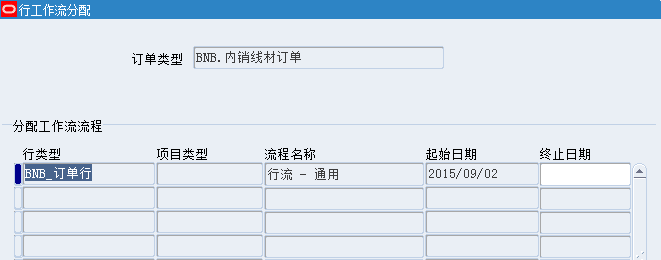 行工作流分配
订单类型 BNB.内销线材订单
分配工作流流程
行类型 项目类型 流程名称 起始日期 终止日期
BNB_订单行 行流 - 通用 2015/09/02